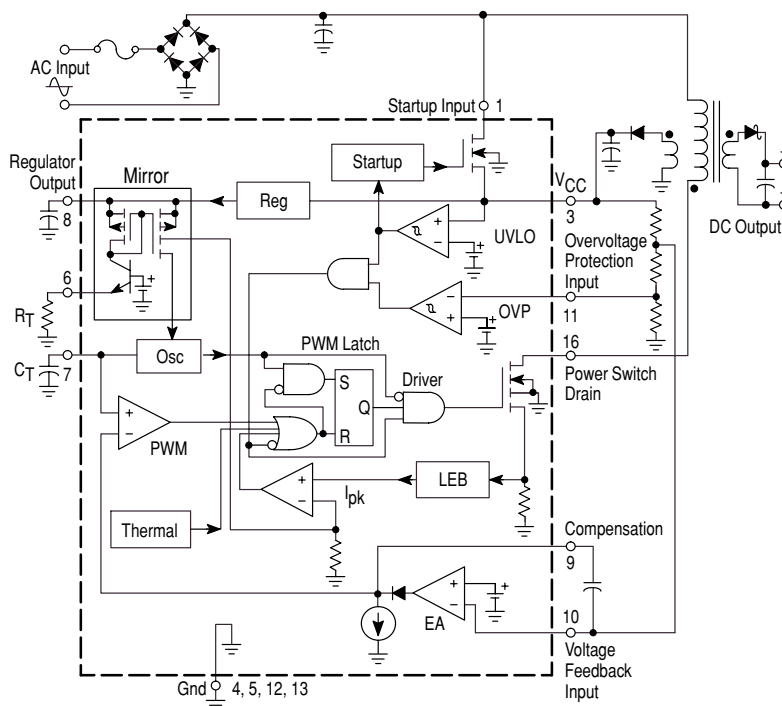 AC Input
Startup Input
1
Regulator
Output
8
Mirror
Startup
Reg
VCC
3
UVLO
DC Output
Overvoltage
Protection
Input
11
OVP
6
RT
CT
7
Osc
PWM Latch
S
Q
R
Driver
16
Power Switch
Drain
+
–
PWM
+
–
Ipk
LEB
Thermal
Compensation
9
+
–
EA
10
Voltage
Feedback
Input
Gnd
4, 5, 12, 13